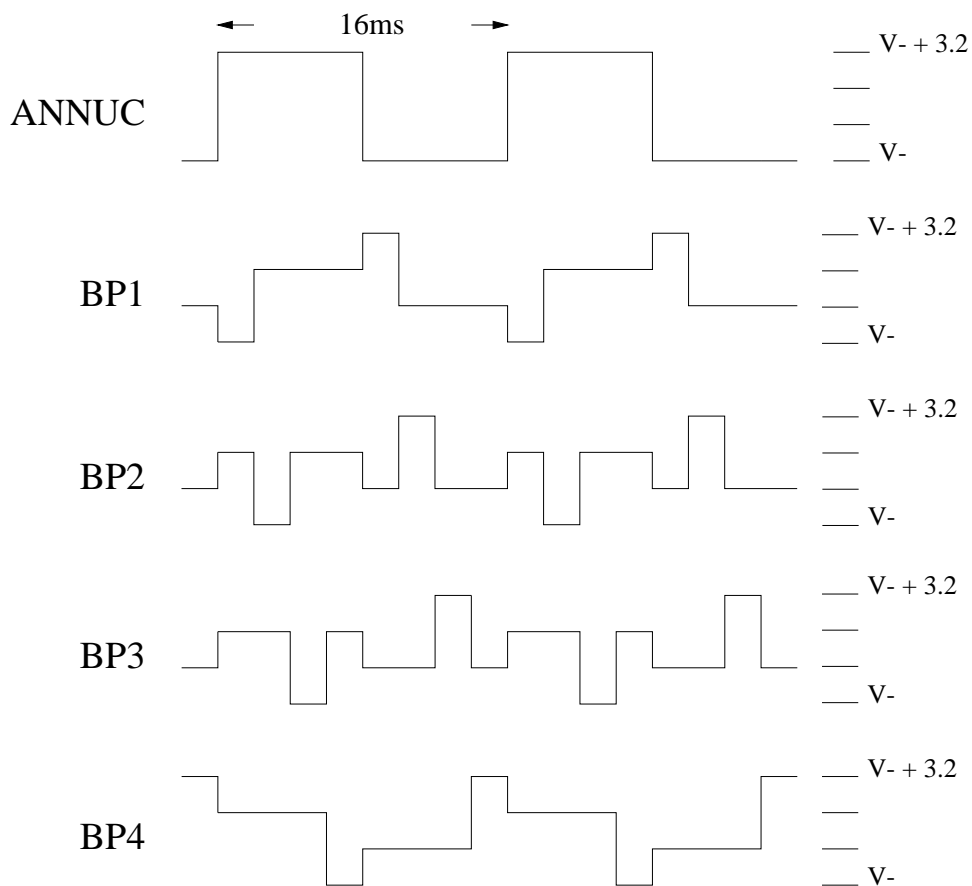 16ms
ANNUC
V- + 3.2
V-
BP1
V- + 3.2
V-
BP2
V- + 3.2
V-
BP3
V- + 3.2
V-
BP4
V- + 3.2
V-